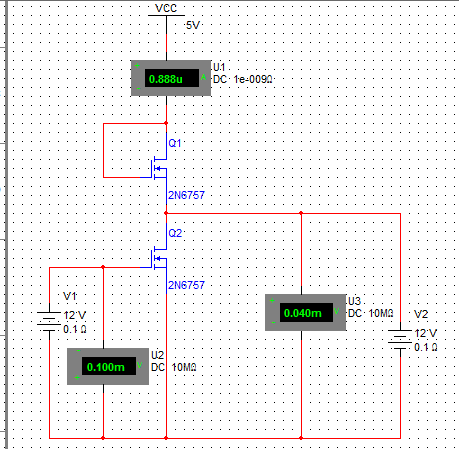 VCC
5V
U1
0.888u A
DC 1e-009Ω
Q1
2N6757
Q2
2N6757
V1
12 V
0.1 Ω
U2
0.100m V
DC 10MΩ
U3
0.040m V
DC 10MΩ
V2
12 V
0.1 Ω